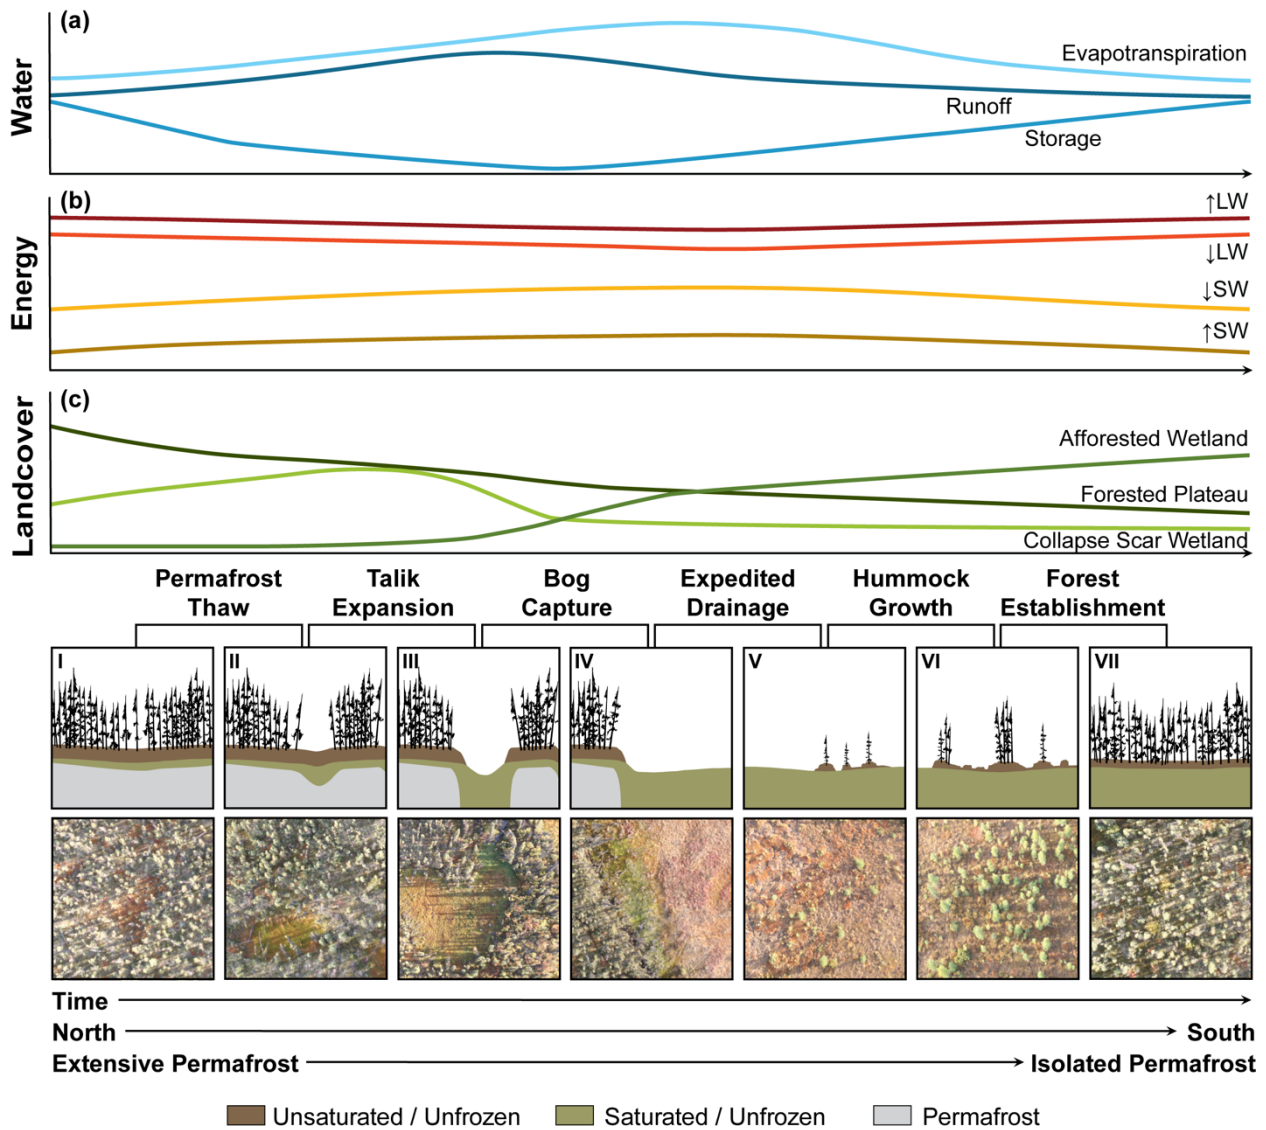 (a)
Water
Evapotranspiration
Runoff
Storage
(b)
Energy
↑LW
↓LW
↓SW
↑SW
(c)
Landcover
Afforested Wetland
Forested Plateau
Collapse Scar Wetland
Permafrost
Thaw
Talik
Expansion
Bog
Capture
Expedited
Drainage
Hummock
Growth
Forest
Establishment
I
II
III
IV
V
VI
VII
Time
North
South
Extensive Permafrost
Isolated Permafrost
Unsaturated / Unfrozen
Saturated / Unfrozen
Permafrost